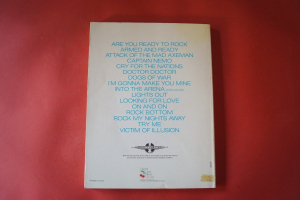 ARE YOU READY TO ROCK
ARMED AND READY
ATTACK OF THE MAD AXEMAN
CAPTAIN NEMO
CRY FOR THE NATIONS
DOCTOR DOCTOR
DOGS OF WAR
I'M GONNA MAKE YOU MINE
INTO THE ARENA
LIGHTS OUT
LOOKING FOR LOVE
ON AND ON
ROCK BOTTOM
ROCK MY NIGHTS AWAY
TRY ME
VICTIM OF ILLUSION